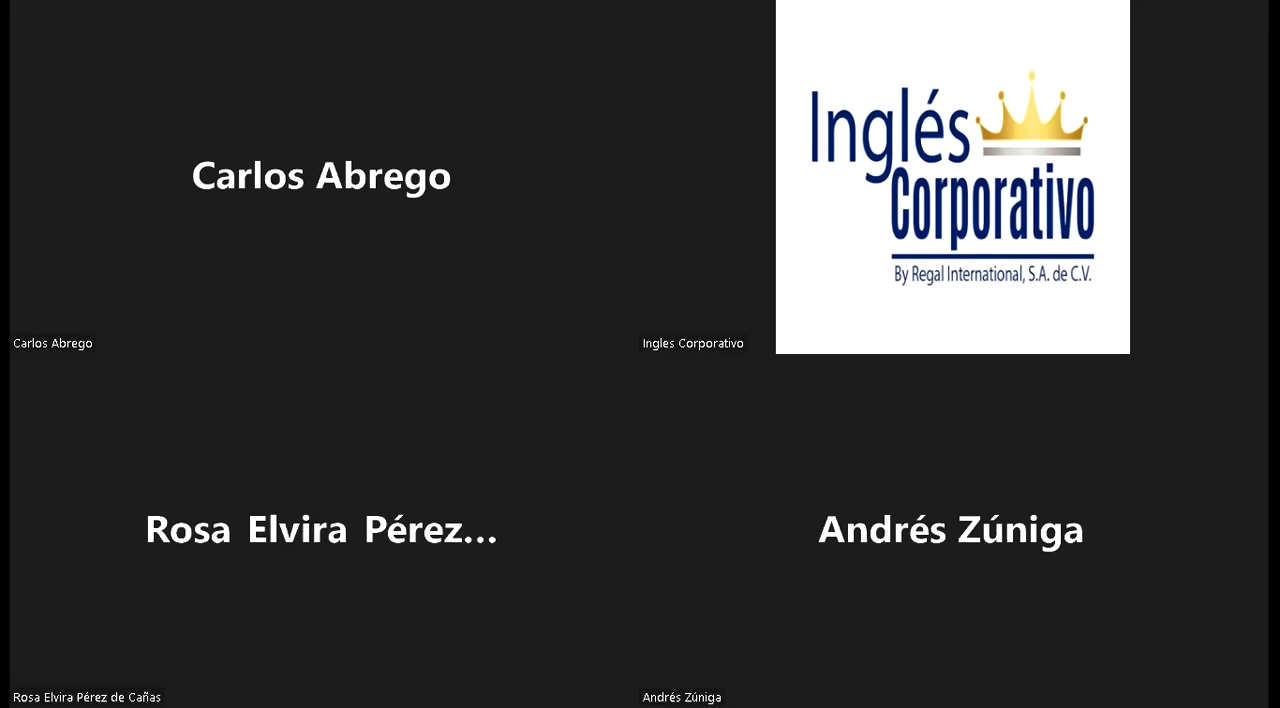 Carlos Abrego
Carlos Abrego
Inglés
Corporativo
By Regal International, S.A. de C.V.
Ingles Corporativo
Rosa Elvira Pérez...
Rosa Elvira Pérez de Cañas
Andrés Zúniga
Andrés Zúniga